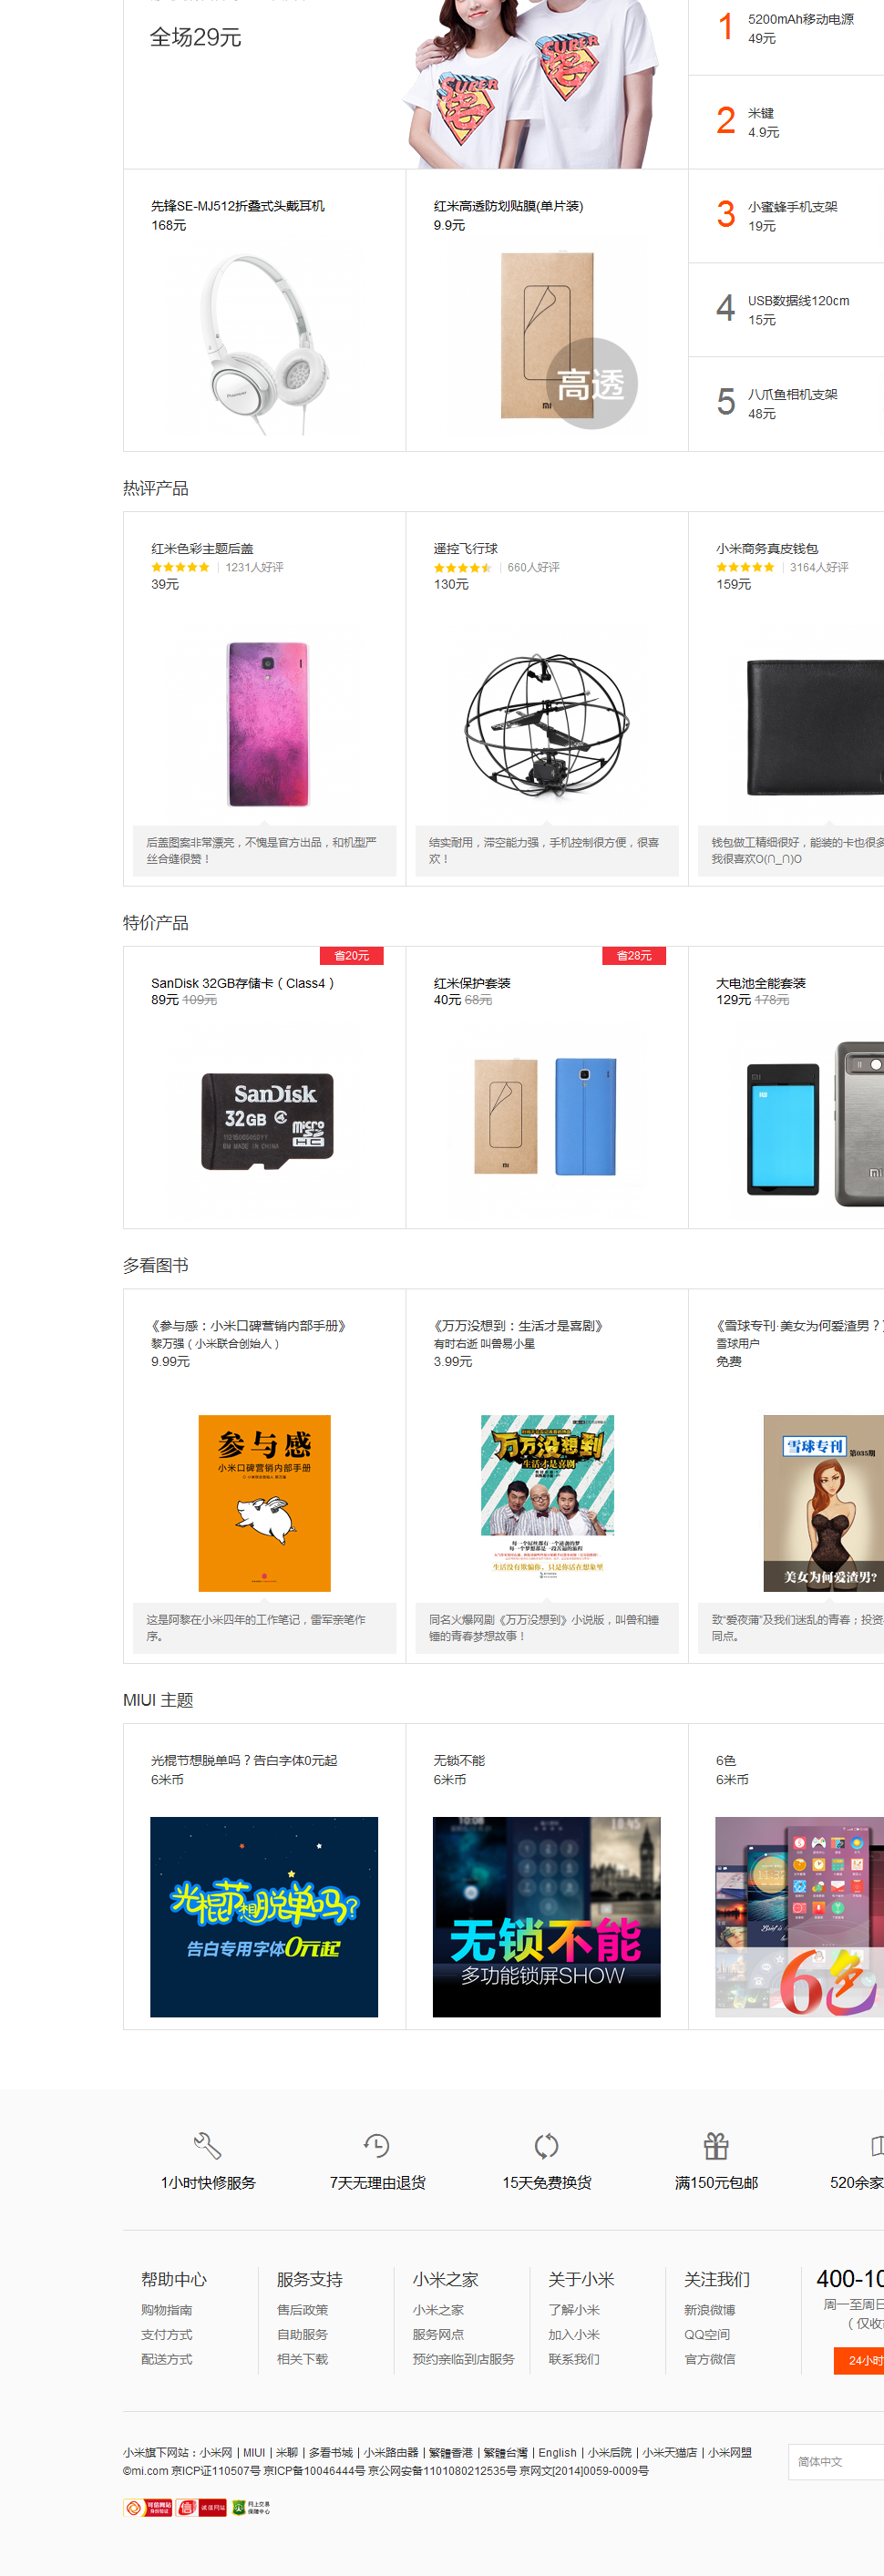 全场29元
1
5200mAh移动电源
49元
2
米键
4.9元
先锋SE-MJ512折叠式头戴耳机
168元
红米高透防划贴膜(单片装)
9.9元
高透
3
小蜜蜂手机支架
19元
4
USB数据线120cm
15元
5
八爪鱼相机支架
48元
热评产品
红米色彩主题后盖
1231人好评
39元
遥控飞行球
660人好评
130元
小米商务真皮钱包
3164人好评
159元
后盖图案非常漂亮，不愧是官方出品，和机型严
丝合缝很赞！
结实耐用，滞空能力强，手机控制很方便，很喜
欢！
钱包做工精细很好，能装的卡也很多
我很喜欢O(∩_∩)O
特价产品
省20元
SanDisk 32GB存储卡（Class4）
89元 109元
省28元
红米保护套装
40元 68元
大电池全能套装
129元 178元
SanDisk
32GB
micro
多看图书
《参与感：小米口碑营销内部手册》
黎万强（小米联合创始人）
9.99元
《万万没想到：生活才是喜剧》
有时右逝 叫兽易小星
3.99元
《雪球专刊·美女为何爱渣男？
雪球用户
免费
参与感
小米口碑营销内部手册
万万没想到
生活才是喜剧
雪球专刊
第035期
美女为何爱渣男?
这是阿黎在小米四年的工作笔记，雷军亲笔作
序。
同名火爆网剧《万万没想到》小说版，叫兽和锤
锤的青春梦想故事！
致“爱夜蒲”及我们迷乱的青春；投资
同点。
MIUI 主题
光棍节想脱单吗？告白字体0元起
6米币
无锁不能
6米币
6色
6米币
光棍节想脱单吗?
告白专用字体0元起
无锁不能
多功能锁屏SHOW
6色
1小时快修服务
7天无理由退货
15天免费换货
满150元包邮
520余家
帮助中心
购物指南
支付方式
配送方式
服务支持
售后政策
自助服务
相关下载
小米之家
小米之家
服务网点
预约亲临到店服务
关于小米
了解小米
加入小米
联系我们
关注我们
新浪微博
QQ空间
官方微信
400-10
周一至周日
（仅收
24小时
小米旗下网站：小米网 | MIUI | 米聊 | 多看书城 | 小米路由器 | 繁體香港 | 繁體台灣 | English | 小米后院 | 小米天猫店 | 小米网盟
©mi.com 京ICP证110507号 京ICP备10046444号 京公网安备1101080212535号 京网文[2014]0059-0009号
简体中文
可信网站
诚信网站
网上交易
保障中心